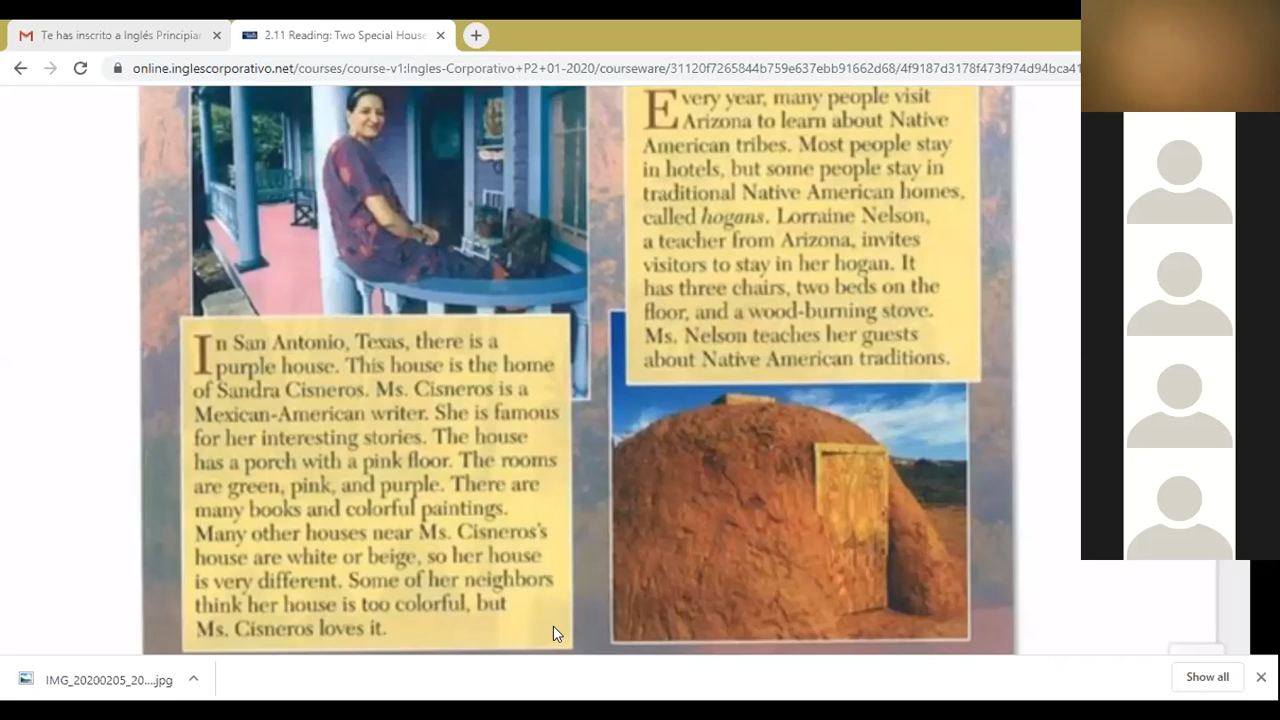 Te has inscrito a Inglés Principian
2.11 Reading: Two Special House
online.inglescorporativo.net/courses/course-v1:Ingles-Corporativo+P2+01-2020/courseware/31120f7265844b759e637ebb91662d68/4f9187d3178f473f974d94bca41
In San Antonio, Texas, there is a
purple house. This house is the home
of Sandra Cisneros. Ms. Cisneros is a
Mexican-American writer. She is famous
for her interesting stories. The house
has a porch with a pink floor. The rooms
are green, pink, and purple. There are
many books and colorful paintings.
Many other houses near Ms. Cisneros's
house are white or beige, so her house
is very different. Some of her neighbors
think her house is too colorful, but
Ms. Cisneros loves it.
Every year, many people visit
Arizona to learn about Native
American tribes. Most people stay
in hotels, but some people stay in
traditional Native American homes,
called hogans. Lorraine Nelson,
a teacher from Arizona, invites
visitors to stay in her hogan. It
has three chairs, two beds on the
floor, and a wood-burning stove.
Ms. Nelson teaches her guests
about Native American traditions.
IMG_20200205_20....jpg
Show all